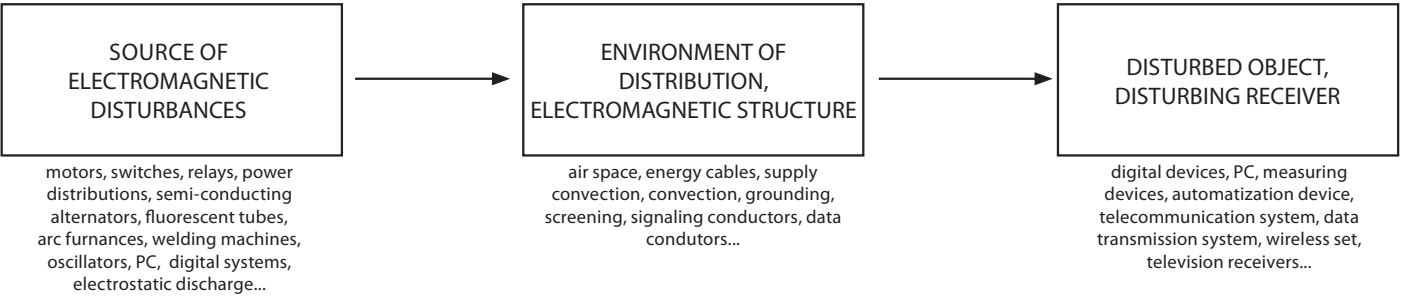 SOURCE OF
ELECTROMAGNETIC
DISTURBANCES
motors, switches, relays, power
distributions, semi-conducting
alternators, fluorescent tubes,
arc furnances, welding machines,
oscillators, PC,  digital systems,
electrostatic discharge...
ENVIRONMENT OF
DISTRIBUTION,
ELECTROMAGNETIC STRUCTURE
air space, energy cables, supply
convection, convection, grounding,
screening, signaling conductors, data
condutors...
DISTURBED OBJECT,
DISTURBING RECEIVER
digital devices, PC, measuring
devices, automatization device,
telecommunication system, data
transmission system, wireless set,
television receivers...